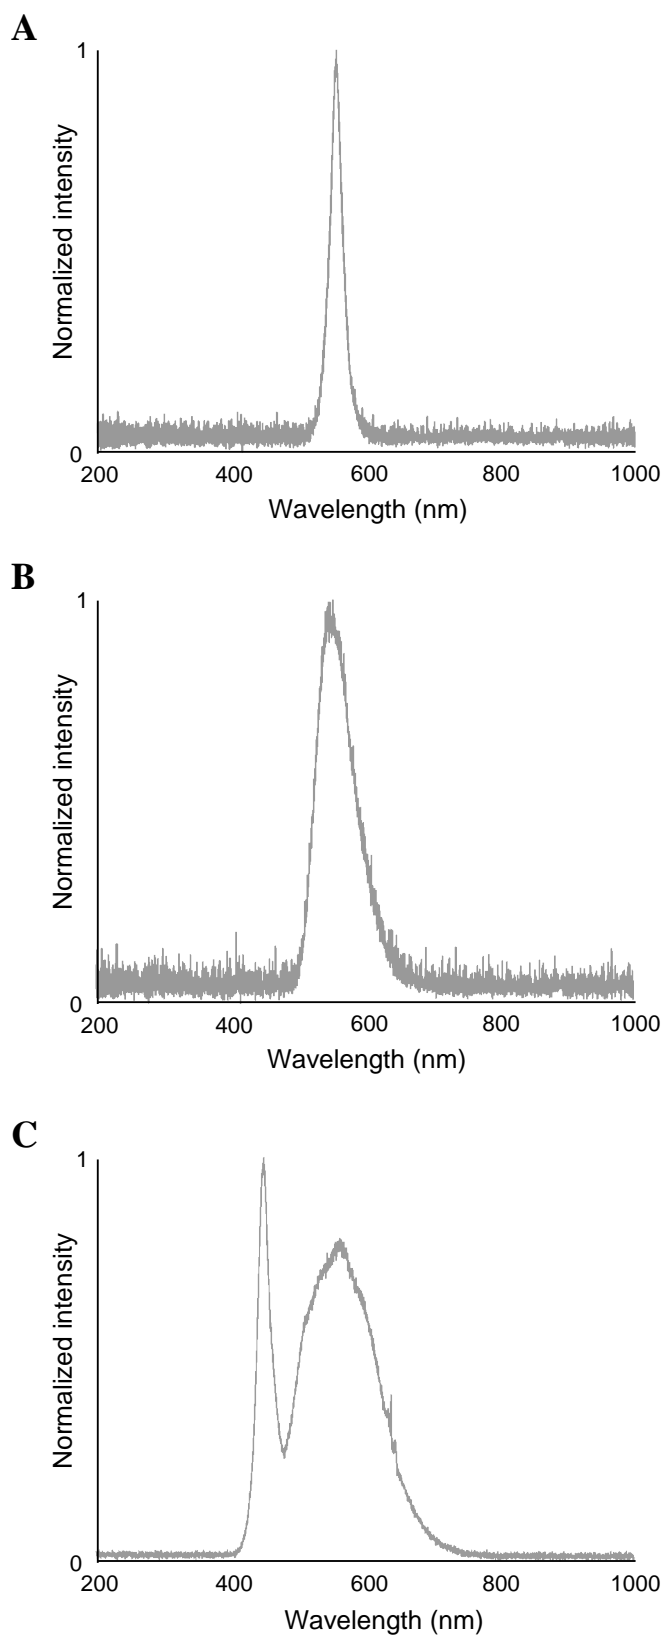 A
1
Normalized intensity
0
200 400 600 800 1000
Wavelength (nm)
B
1
Normalized intensity
0
200 400 600 800 1000
Wavelength (nm)
C
1
Normalized intensity
0
200 400 600 800 1000
Wavelength (nm)